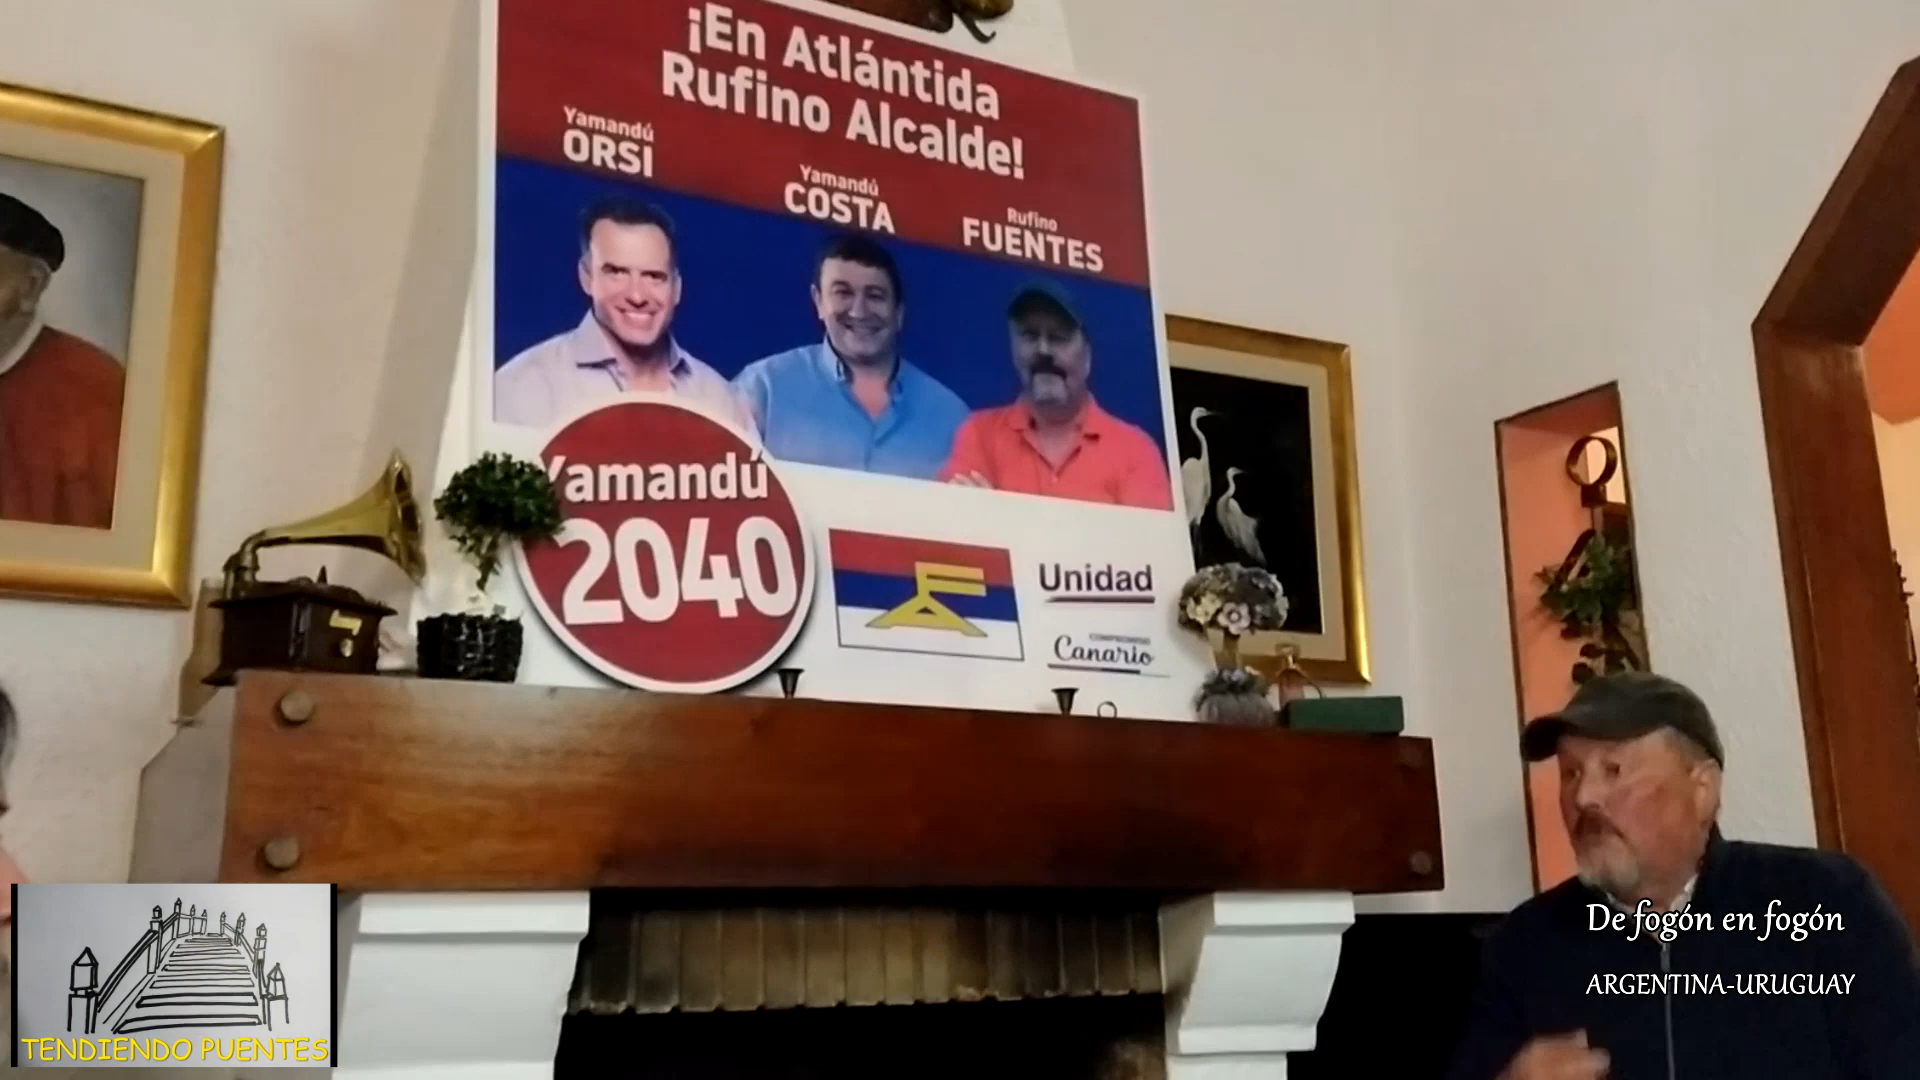 ¡En Atlántida
Rufino Alcalde!
Yamandú
ORSI
Yamandú
COSTA
Rufino
FUENTES
Yamandú
2040
Unidad
COMPROMISO
Canario
De fogón en fogón
ARGENTINA-URUGUAY
TENDIENDO PUENTES